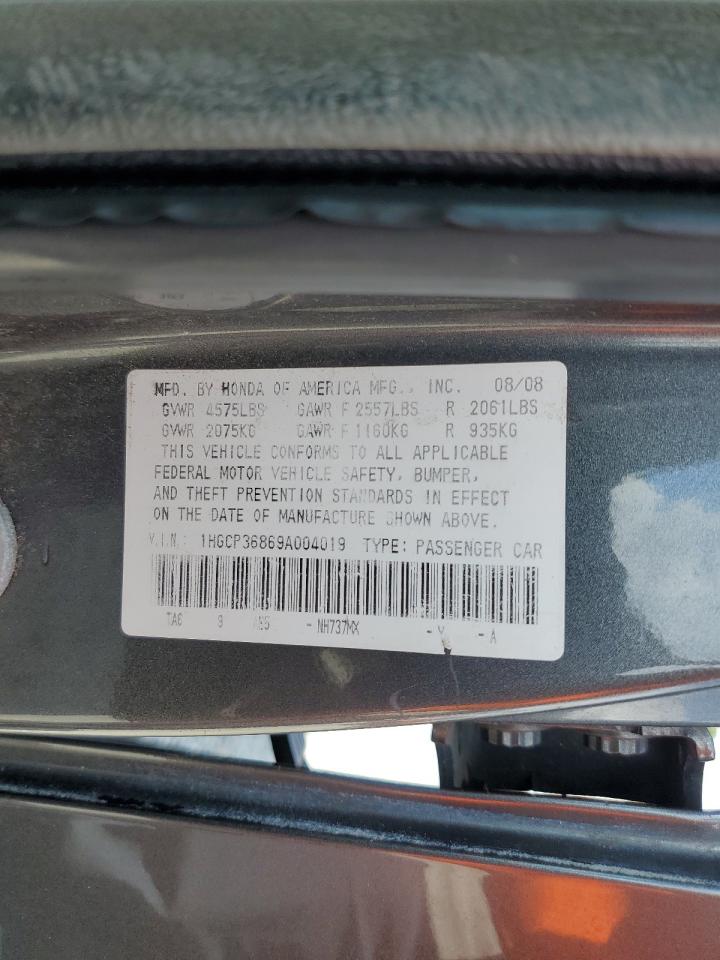 MFD. BY HONDA OF AMERICA MFG., INC. 08/08
GVWR 4575LBS GAWR F 2557LBS R 2061LBS
GVWR 2075KG GAWR F 1160KG R 935KG
THIS VEHICLE CONFORMS TO ALL APPLICABLE
FEDERAL MOTOR VEHICLE SAFETY, BUMPER,
AND THEFT PREVENTION STANDARDS IN EFFECT
ON THE DATE OF MANUFACTURE SHOWN ABOVE.
V.I.N.: 1HGCP36869A004019 TYPE: PASSENGER CAR
NH737MX - Y - A